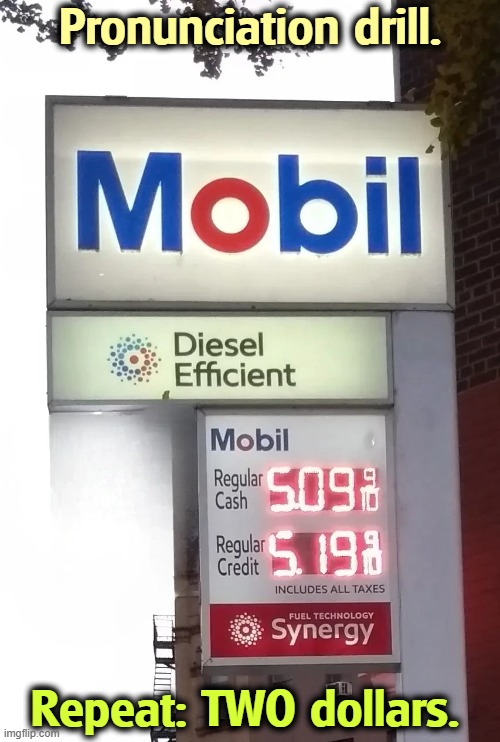 Pronunciation drill.
Mobil
Diesel
Efficient
Mobil
Regular
Cash
5.09 9/10
Regular
Credit
5.19 9/10
INCLUDES ALL TAXES
FUEL TECHNOLOGY
Synergy
Repeat: TWO dollars.
imgflip.com